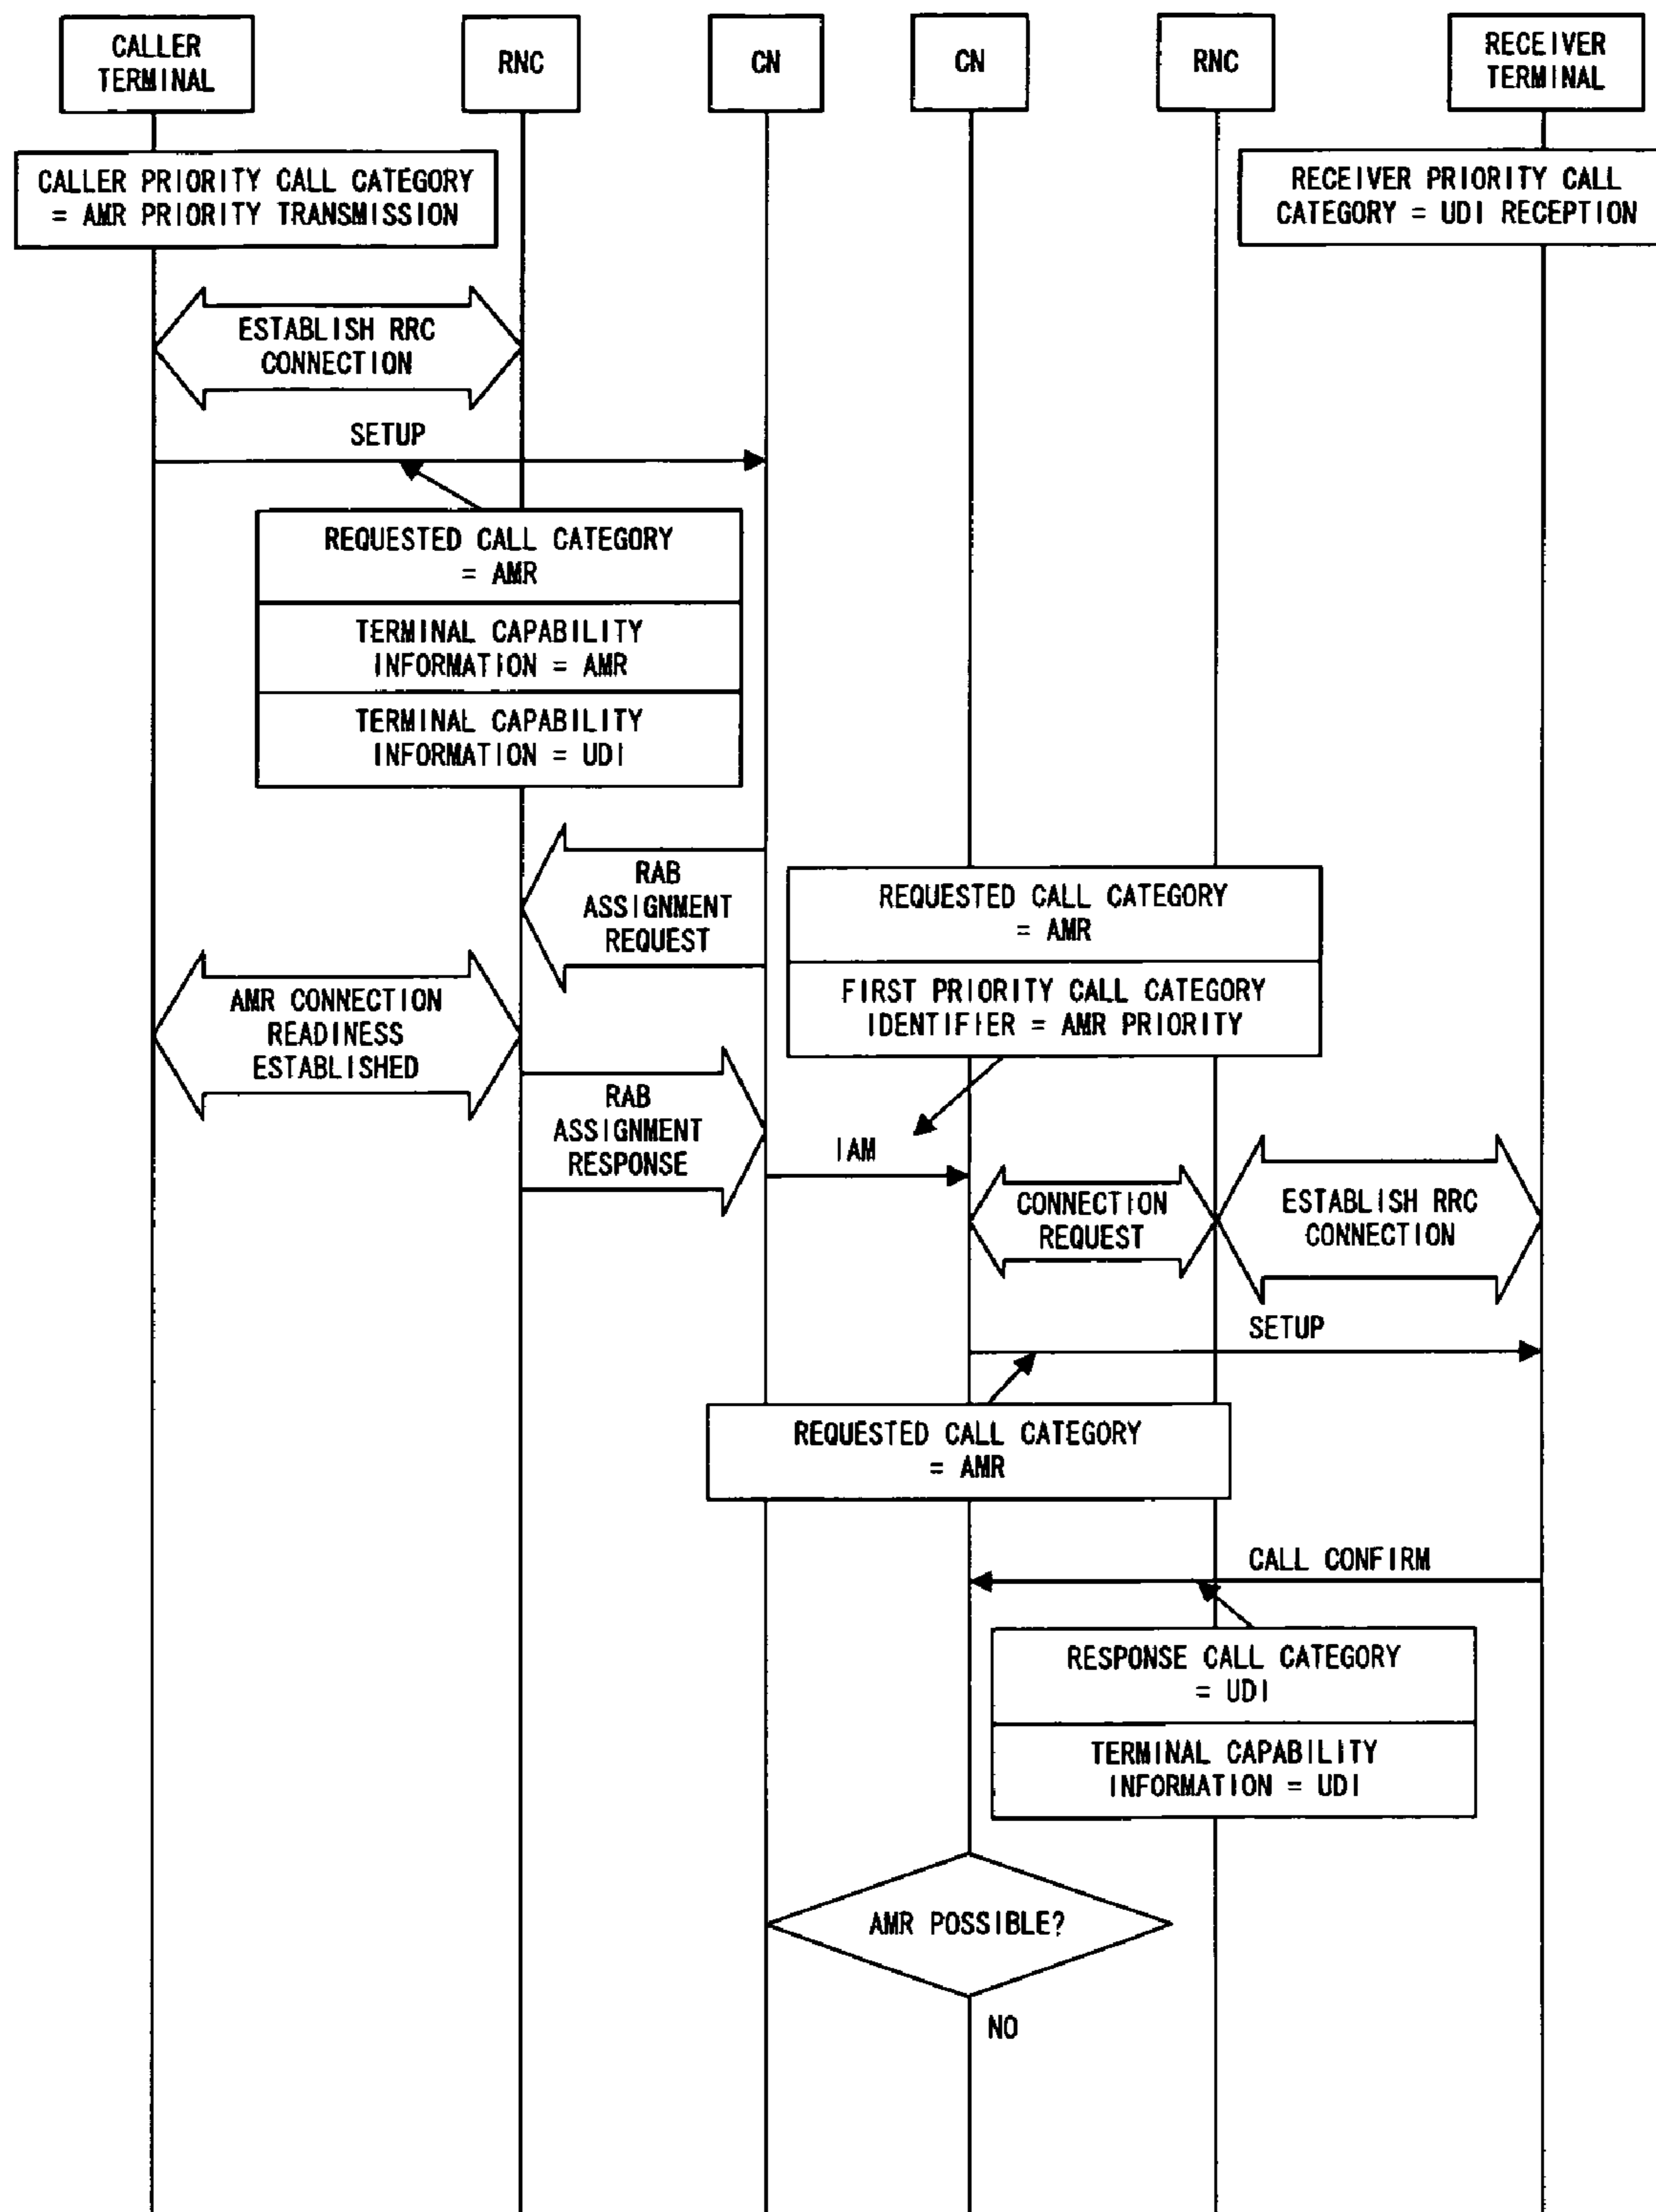 CALLER
TERMINAL
RNC
CN
CN
RNC
RECEIVER
TERMINAL
CALLER PRIORITY CALL CATEGORY
= AMR PRIORITY TRANSMISSION
RECEIVER PRIORITY CALL
CATEGORY = UDI RECEPTION
ESTABLISH RRC
CONNECTION
SETUP
REQUESTED CALL CATEGORY
= AMR
TERMINAL CAPABILITY
INFORMATION = AMR
TERMINAL CAPABILITY
INFORMATION = UDI
RAB
ASSIGNMENT
REQUEST
REQUESTED CALL CATEGORY
= AMR
FIRST PRIORITY CALL CATEGORY
IDENTIFIER = AMR PRIORITY
AMR CONNECTION
READINESS
ESTABLISHED
RAB
ASSIGNMENT
RESPONSE
IAM
CONNECTION
REQUEST
ESTABLISH RRC
CONNECTION
SETUP
REQUESTED CALL CATEGORY
= AMR
CALL CONFIRM
RESPONSE CALL CATEGORY
= UDI
TERMINAL CAPABILITY
INFORMATION = UDI
AMR POSSIBLE?
NO